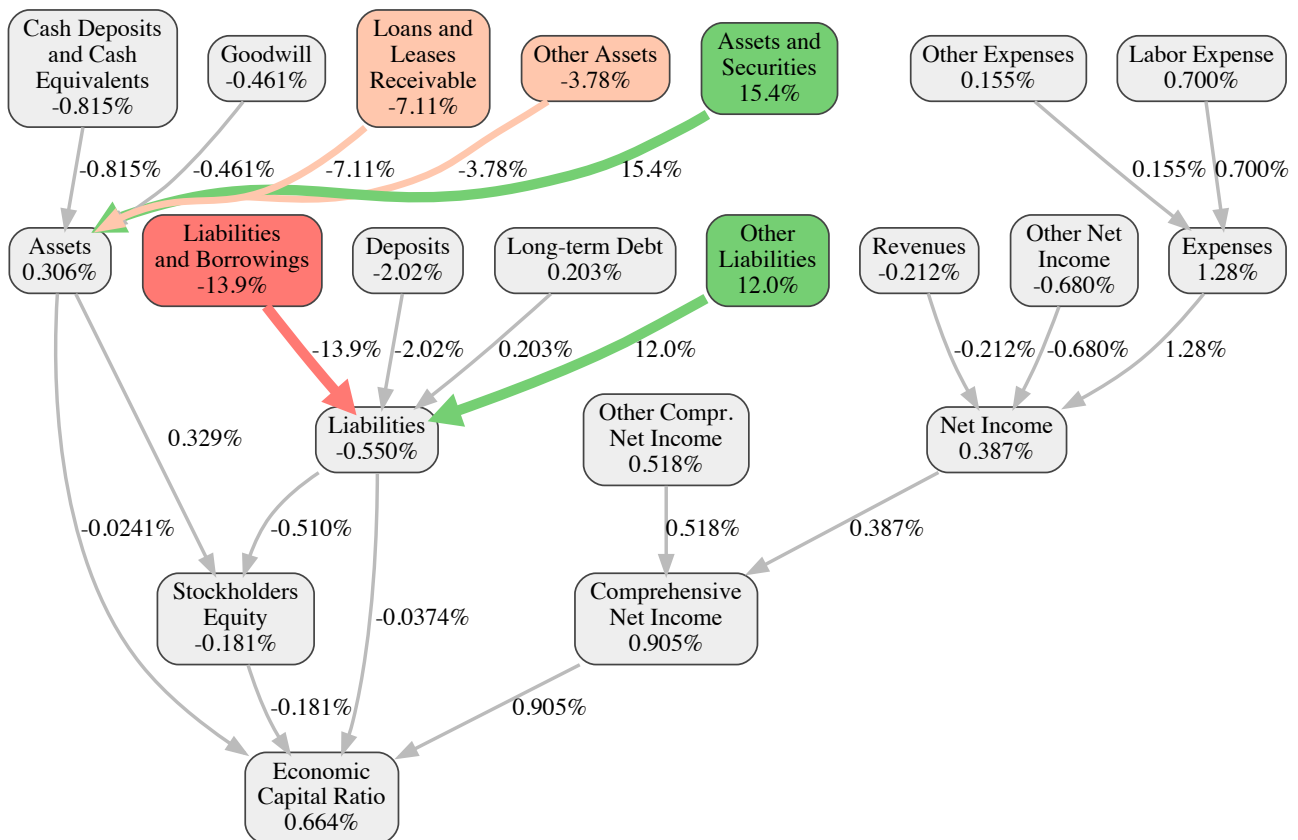 Cash Deposits
and Cash
Equivalents
-0.815%
Goodwill
-0.461%
Loans and
Leases
Receivable
-7.11%
Other Assets
-3.78%
Assets and
Securities
15.4%
Other Expenses
0.155%
Labor Expense
0.700%
-0.815%
-0.461%
-7.11%
-3.78%
15.4%
0.155%
0.700%
Assets
0.306%
Liabilities
and Borrowings
-13.9%
Deposits
-2.02%
Long-term Debt
0.203%
Other
Liabilities
12.0%
Revenues
-0.212%
Other Net
Income
-0.680%
Expenses
1.28%
-13.9%
-2.02%
0.203%
12.0%
-0.212%
-0.680%
1.28%
Liabilities
-0.550%
Other Compr.
Net Income
0.518%
Net Income
0.387%
0.329%
-0.0241%
-0.510%
0.518%
0.387%
Stockholders
Equity
-0.181%
-0.0374%
Comprehensive
Net Income
0.905%
-0.181%
0.905%
Economic
Capital Ratio
0.664%